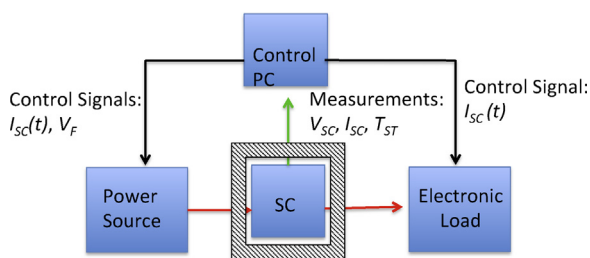 Control
PC
Control Signals:
I_SC(t), V_F
Measurements:
V_SC, I_SC, T_ST
Control Signal:
I_SC (t)
Power
Source
SC
Electronic
Load